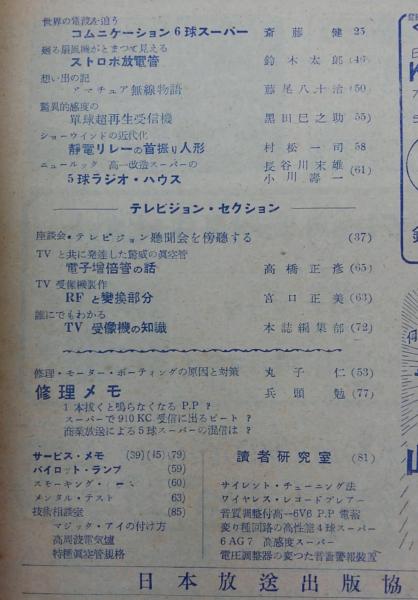 世界の電波を追う
コムニケーション6球スーパー 斎藤健 25
廻る扇風機がとまつて見える
ストロボ放電管 鈴木太郎 (46)
想い出の記
アマチュア無線物語 藤尾八十治 (50)
驚異的感度の
單球超再生受信機 黒田巳之助 55)
ショーウインドの近代化
静電リレーの首振り人形 村松一司 58
ニュールック 高一改造スーパーの
5球ラジオ・ハウス 長谷川末雄 小川壽一 (61)
テレビジョン・セクション
座談会・テレビジョン聽聞会を傍聽する (37)
TV と共に発達した驚威の眞空管
電子增倍管の話 高橋正彦 (65)
TV 受像機製作
RF と變換部分 宮口正美 (63)
誰にでもわかる
TV 受像機の知識 本誌編集部 (72)
修理・モーター・ボーティングの原因と対策 丸子仁 (53)
修理メモ 兵頭勉 (77)
1本拔くと鳴らなくなる P.P ?
スーパーで 910 KC 受信に出るビート ?
商業放送による5球スーパーの混信は ?
サービス・メモ (39) (45) (79)
パイロット・ランプ (59)
スモーキング・ルーム (60)
メンタル・テスト 63)
技術相談室 (85)
マジック・アイの付け方
高周波電気爐
特種眞空管規格
讀者研究室 (81)
サイレント・チューニング法
ワイヤレス・レコードプレアー
音質調整付高一6V6 P.P 電蓄
変り種回路の高性能4球スーパー
6 AG 7 高感度スーパー
電圧調整器の変つた音響警報裝置
日本放送出版協